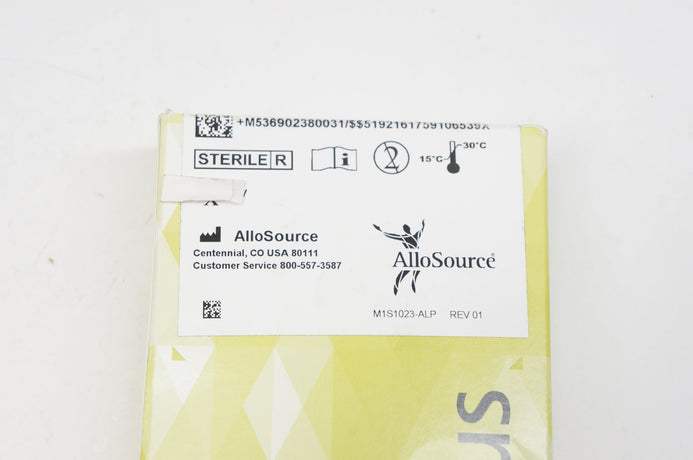 +M536902380031/$$5192161759106539X
STERILE R
15°C
30°C
AlloSource
Centennial, CO USA 80111
Customer Service 800-557-3587
AlloSource®
M1S1023-ALP REV 01